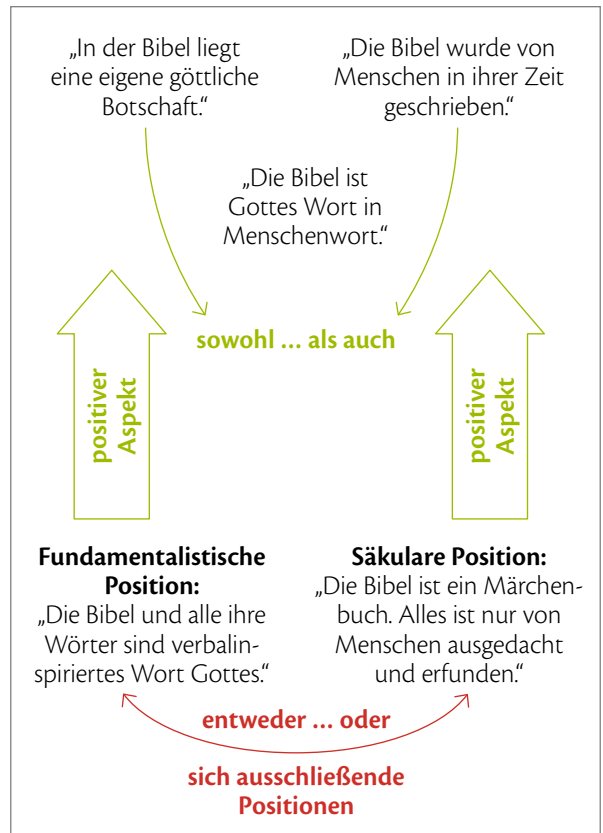 „In der Bibel liegt
eine eigene göttliche
Botschaft.“
„Die Bibel wurde von
Menschen in ihrer Zeit
geschrieben.“
„Die Bibel ist
Gottes Wort in
Menschenwort.“
sowohl ... als auch
positiver
Aspekt
positiver
Aspekt
Fundamentalistische
Position:
„Die Bibel und alle ihre
Wörter sind verbalin-
spiriertes Wort Gottes.“
Säkulare Position:
„Die Bibel ist ein Märchen-
buch. Alles ist nur von
Menschen ausgedacht
und erfunden.“
entweder ... oder
sich ausschließende
Positionen